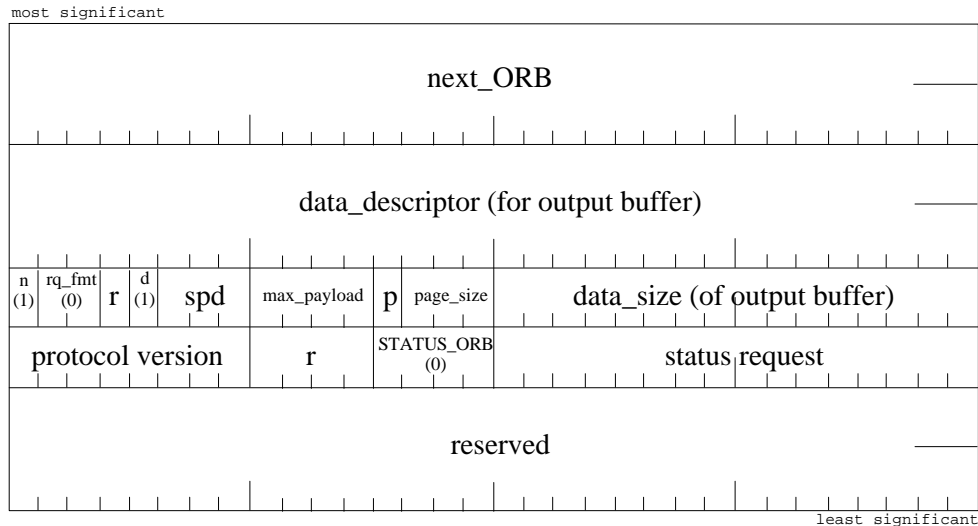 most significant
next_ORB
data_descriptor (for output buffer)
n (1) rq_fmt (0) r d (1) spd max_payload p page_size data_size (of output buffer)
protocol version r STATUS_ORB (0) status request
reserved
least significant